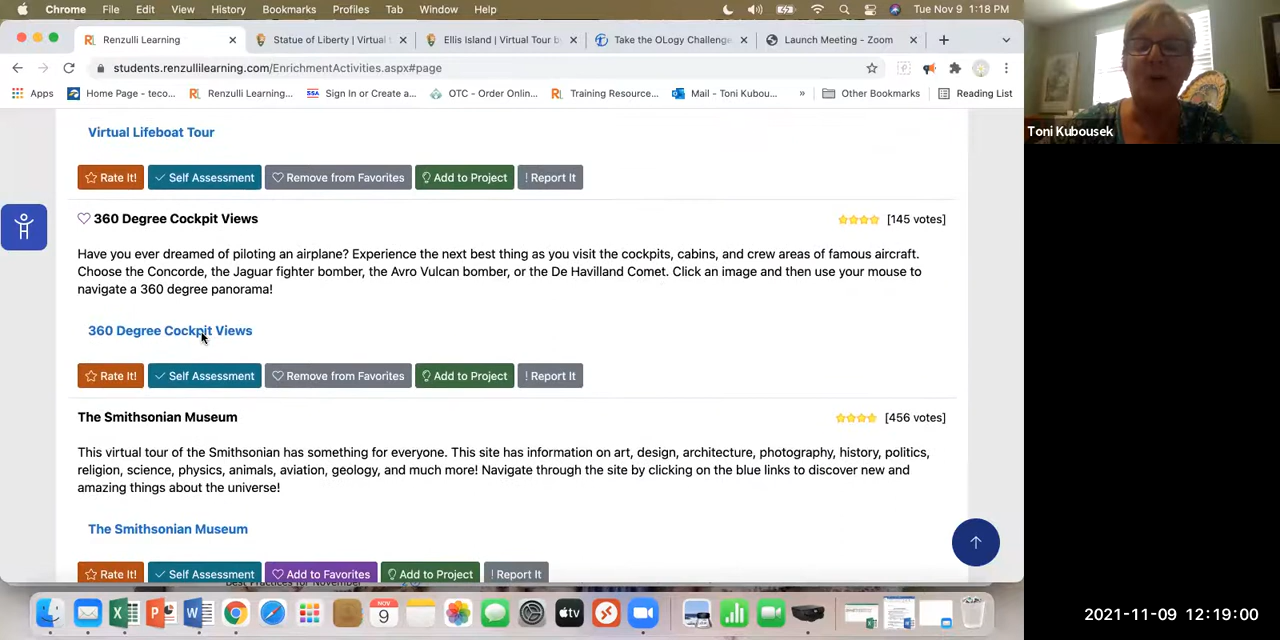 Chrome File Edit View History Bookmarks Profiles Tab Window Help Tue Nov 9 1:18 PM
Renzulli Learning Statue of Liberty | Virtual Ellis Island | Virtual Tour b Take the OLogy Challenge Launch Meeting - Zoom
students.renzullilearning.com/EnrichmentActivities.aspx#page
Apps Home Page - teco... Renzulli Learning... Sign In or Create a... OTC - Order Onlin... Training Resource... Mail - Toni Kubou... » Other Bookmarks Reading List
Toni Kubousek
Virtual Lifeboat Tour
Rate It! Self Assessment Remove from Favorites Add to Project ! Report It
360 Degree Cockpit Views [145 votes]
Have you ever dreamed of piloting an airplane? Experience the next best thing as you visit the cockpits, cabins, and crew areas of famous aircraft.
Choose the Concorde, the Jaguar fighter bomber, the Avro Vulcan bomber, or the De Havilland Comet. Click an image and then use your mouse to
navigate a 360 degree panorama!
360 Degree Cockpit Views
Rate It! Self Assessment Remove from Favorites Add to Project ! Report It
The Smithsonian Museum [456 votes]
This virtual tour of the Smithsonian has something for everyone. This site has information on art, design, architecture, photography, history, politics,
religion, science, physics, animals, aviation, geology, and much more! Navigate through the site by clicking on the blue links to discover new and
amazing things about the universe!
The Smithsonian Museum
Rate It! Self Assessment Add to Favorites Add to Project ! Report It
Best Practices for November
NOV
9
tv
2021-11-09 12:19:00